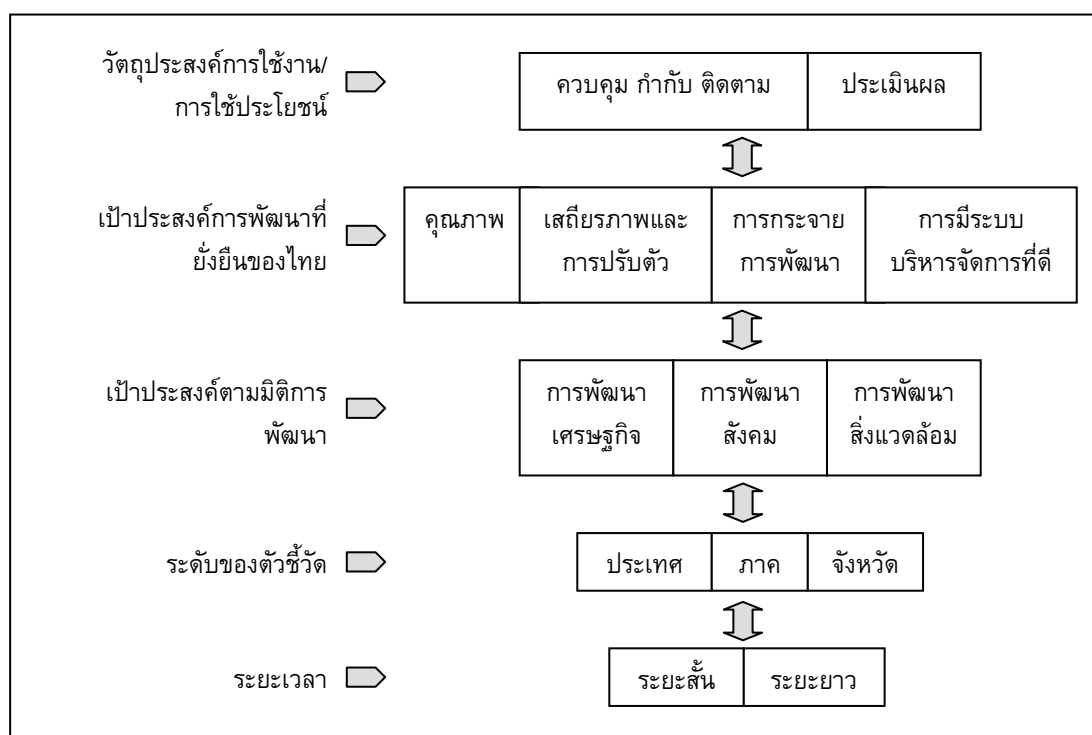 วัตถุประสงค์การใช้งาน/
การใช้ประโยชน์
ควบคุม กำกับ ติดตาม
ประเมินผล
เป้าประสงค์การพัฒนาที่
ยั่งยืนของไทย
คุณภาพ
เสถียรภาพและ
การปรับตัว
การกระจาย
การพัฒนา
การมีระบบ
บริหารจัดการที่ดี
เป้าประสงค์ตามมิติการ
พัฒนา
การพัฒนา
เศรษฐกิจ
การพัฒนา
สังคม
การพัฒนา
สิ่งแวดล้อม
ระดับของตัวชี้วัด
ประเทศ
ภาค
จังหวัด
ระยะเวลา
ระยะสั้น
ระยะยาว